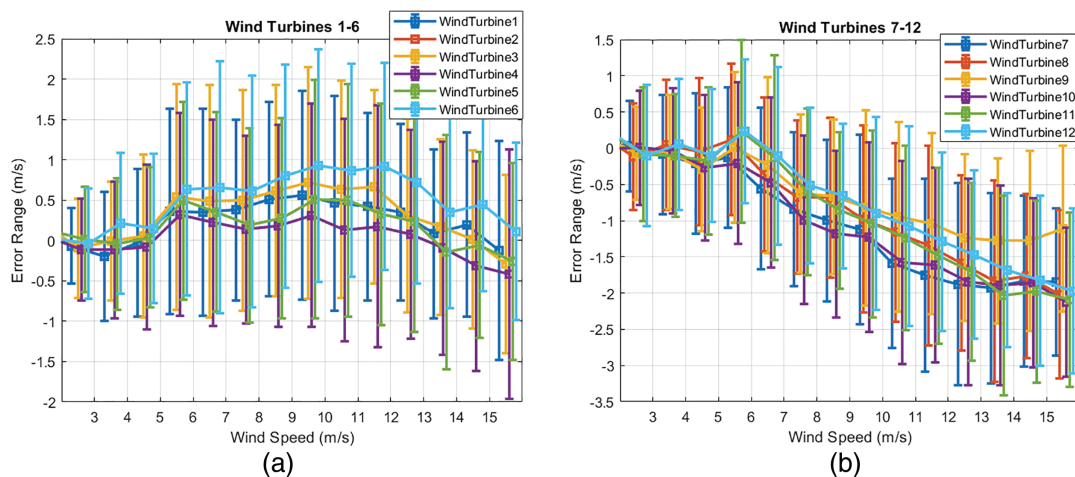 Wind Turbines 1-6
WindTurbine1
WindTurbine2
WindTurbine3
WindTurbine4
WindTurbine5
WindTurbine6
2.5
2
1.5
1
0.5
0
-0.5
-1
-1.5
-2
Error Range (m/s)
3 4 5 6 7 8 9 10 11 12 13 14 15
Wind Speed (m/s)
(a)
Wind Turbines 7-12
WindTurbine7
WindTurbine8
WindTurbine9
WindTurbine10
WindTurbine11
WindTurbine12
1.5
1
0.5
0
-0.5
-1
-1.5
-2
-2.5
-3
-3.5
Error Range (m/s)
3 4 5 6 7 8 9 10 11 12 13 14 15
Wind Speed (m/s)
(b)